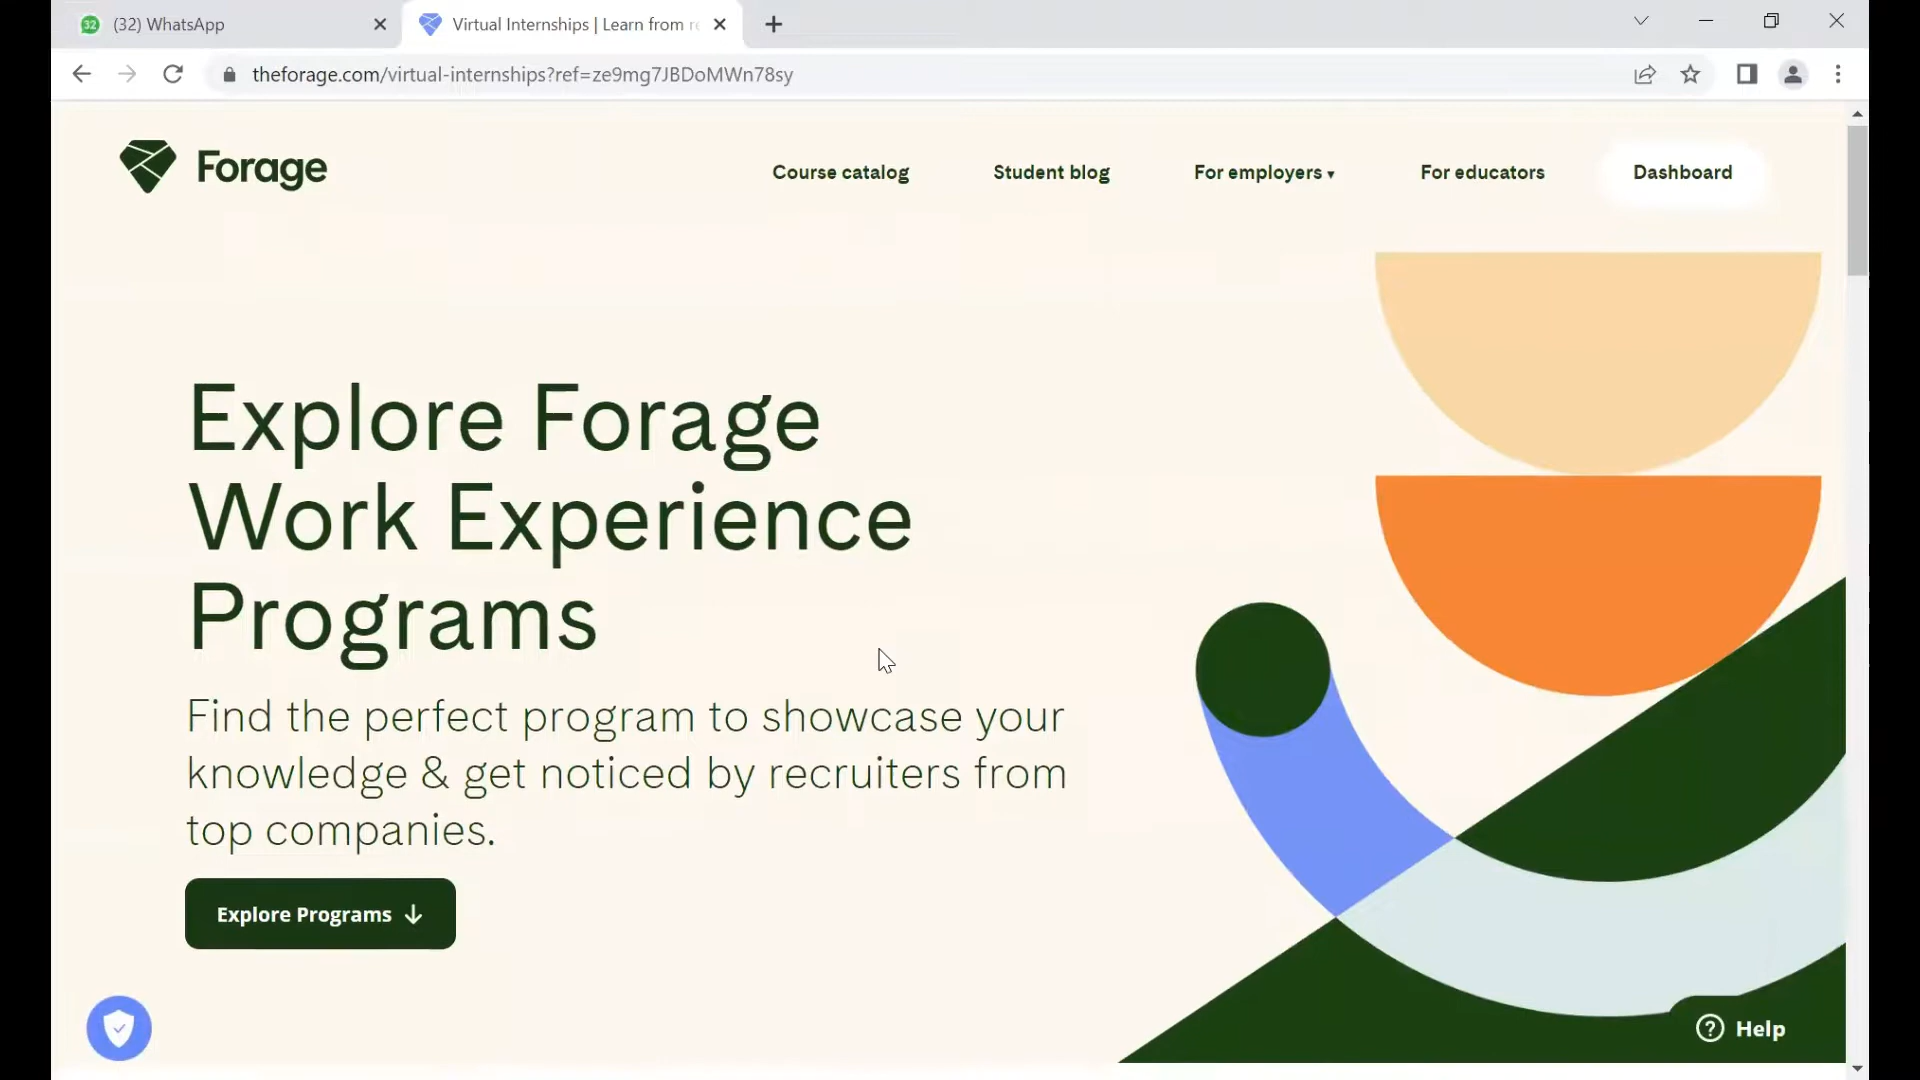 32
(32) WhatsApp
Virtual Internships | Learn from re
theforage.com/virtual-internships?ref=ze9mg7JBDoMWn78sy
Forage
Course catalog
Student blog
For employers ▾
For educators
Dashboard
Explore Forage
Work Experience
Programs
Find the perfect program to showcase your
knowledge & get noticed by recruiters from
top companies.
Explore Programs ↓
? Help